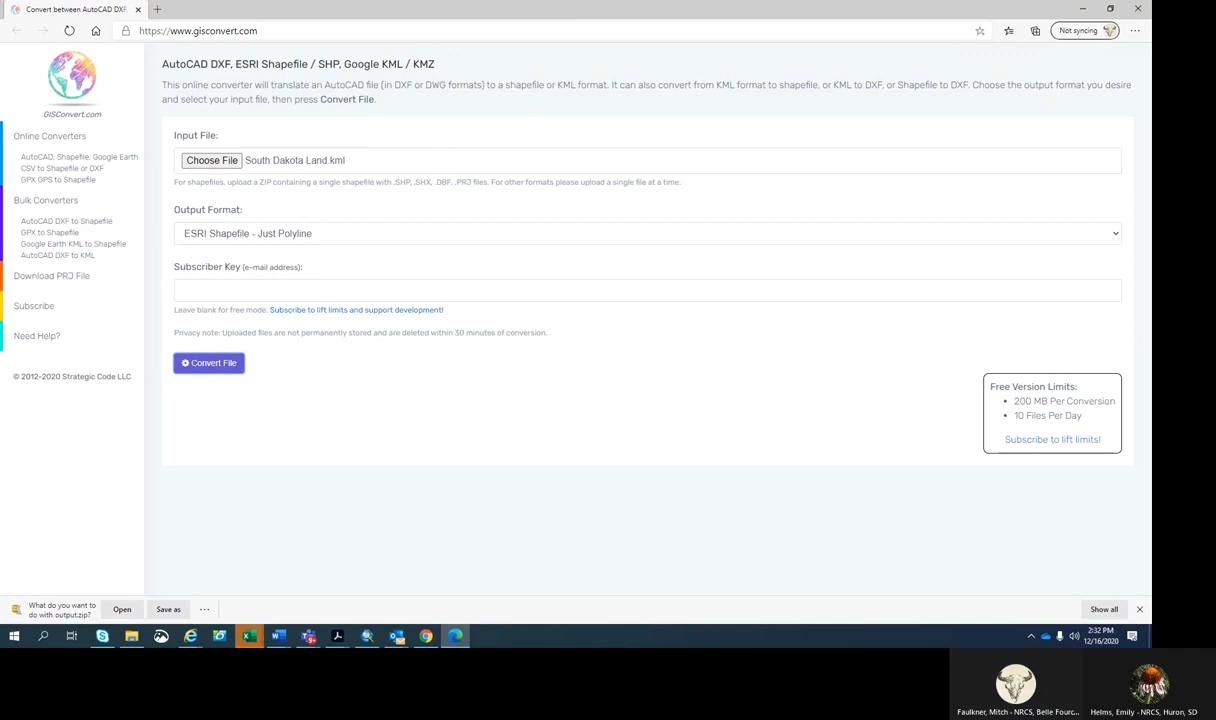 Convert between AutoCAD DXF
https://www.gisconvert.com
Not syncing
GISConvert.com
Online Converters
AutoCAD, Shapefile, Google Earth
CSV to Shapefile or DXF
GPX GPS to Shapefile
Bulk Converters
AutoCAD DXF to Shapefile
GPX to Shapefile
Google Earth KML to Shapefile
AutoCAD DXF to KML
Download PRJ File
Subscribe
Need Help?
© 2012-2020 Strategic Code LLC
AutoCAD DXF, ESRI Shapefile / SHP, Google KML / KMZ
This online converter will translate an AutoCAD file (in DXF or DWG formats) to a shapefile or KML format. It can also convert from KML format to shapefile, or KML to DXF, or Shapefile to DXF. Choose the output format you desire
and select your input file, then press Convert File.
Input File:
Choose File South Dakota Land.kml
For shapefiles, upload a ZIP containing a single shapefile with .SHP, .SHX, .DBF, .PRJ files. For other formats please upload a single file at a time.
Output Format:
ESRI Shapefile - Just Polyline
Subscriber Key (e-mail address):
Leave blank for free mode. Subscribe to lift limits and support development!
Privacy note: Uploaded files are not permanently stored and are deleted within 30 minutes of conversion.
Convert File
Free Version Limits:
200 MB Per Conversion
10 Files Per Day
Subscribe to lift limits!
What do you want to
do with output.zip?
Open
Save as
Show all
2:32 PM
12/16/2020
Faulkner, Mitch - NRCS, Belle Fourc...
Helms, Emily - NRCS, Huron, SD